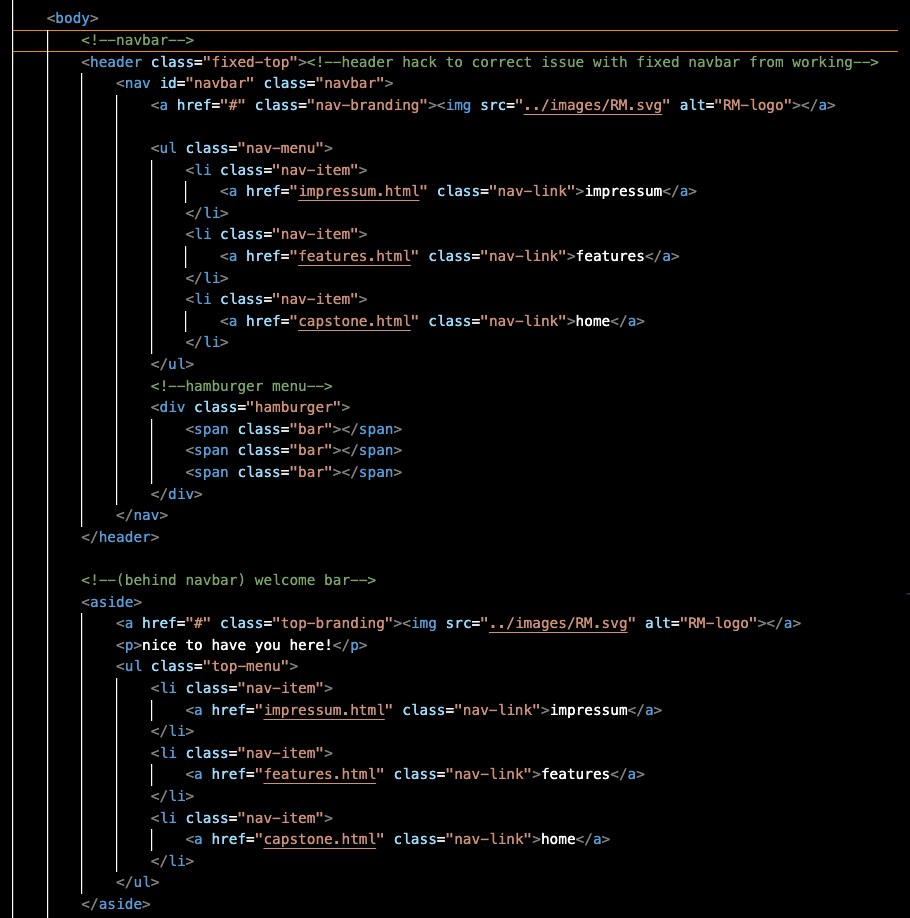 <body>
<!--navbar-->
<header class="fixed-top"><!--header hack to correct issue with fixed navbar from working-->
<nav id="navbar" class="navbar">
<a href="#" class="nav-branding"><img src="../images/RM.svg" alt="RM-logo"></a>
<ul class="nav-menu">
<li class="nav-item">
<a href="impressum.html" class="nav-link">impressum</a>
</li>
<li class="nav-item">
<a href="features.html" class="nav-link">features</a>
</li>
<li class="nav-item">
<a href="capstone.html" class="nav-link">home</a>
</li>
</ul>
<!--hamburger menu-->
<div class="hamburger">
<span class="bar"></span>
<span class="bar"></span>
<span class="bar"></span>
</div>
</nav>
</header>
<!--(behind navbar) welcome bar-->
<aside>
<a href="#" class="top-branding"><img src="../images/RM.svg" alt="RM-logo"></a>
<p>nice to have you here!</p>
<ul class="top-menu">
<li class="nav-item">
<a href="impressum.html" class="nav-link">impressum</a>
</li>
<li class="nav-item">
<a href="features.html" class="nav-link">features</a>
</li>
<li class="nav-item">
<a href="capstone.html" class="nav-link">home</a>
</li>
</ul>
</aside>